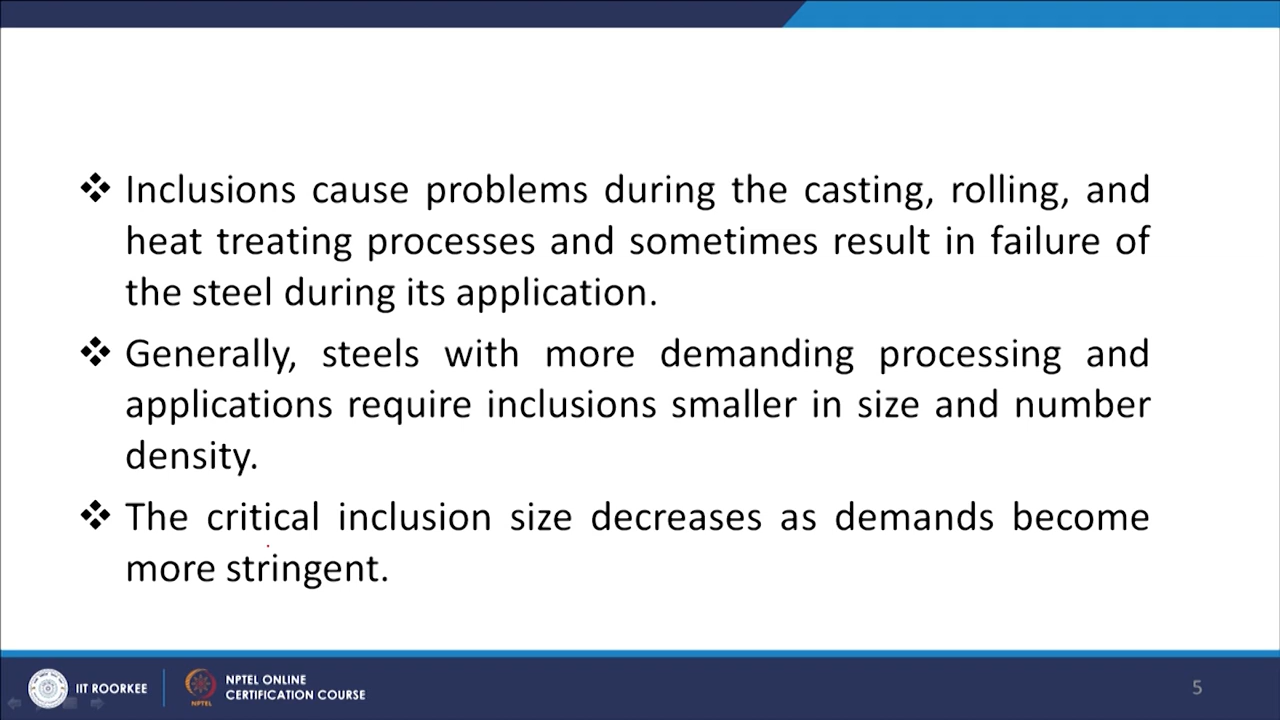 ❖ Inclusions cause problems during the casting, rolling, and
heat treating processes and sometimes result in failure of
the steel during its application.
❖ Generally, steels with more demanding processing and
applications require inclusions smaller in size and number
density.
❖ The critical inclusion size decreases as demands become
more stringent.
IIT ROORKEE
NPTEL
NPTEL ONLINE
CERTIFICATION COURSE
5